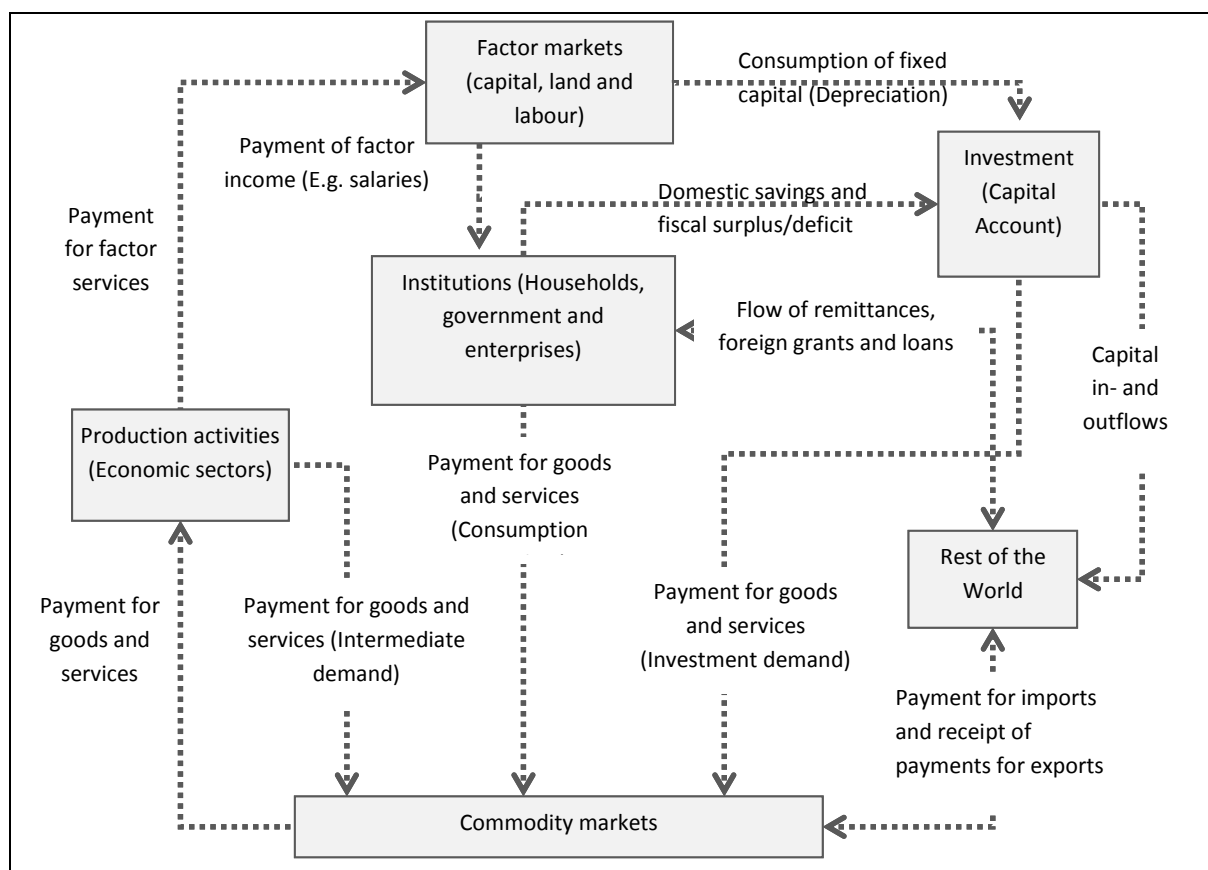 Factor markets
(capital, land and
labour)
Consumption of fixed
capital (Depreciation)
Payment of factor
income (E.g. salaries)
Investment
(Capital
Account)
Domestic savings and
fiscal surplus/deficit
Payment
for factor
services
Institutions (Households,
government and
enterprises)
Flow of remittances,
foreign grants and loans
Capital
in- and
outflows
Production activities
(Economic sectors)
Payment for goods
and services
(Consumption
Rest of the
World
Payment for
goods and
services
Payment for goods and
services (Intermediate
demand)
Payment for goods
and services
(Investment demand)
Payment for imports
and receipt of
payments for exports
Commodity markets